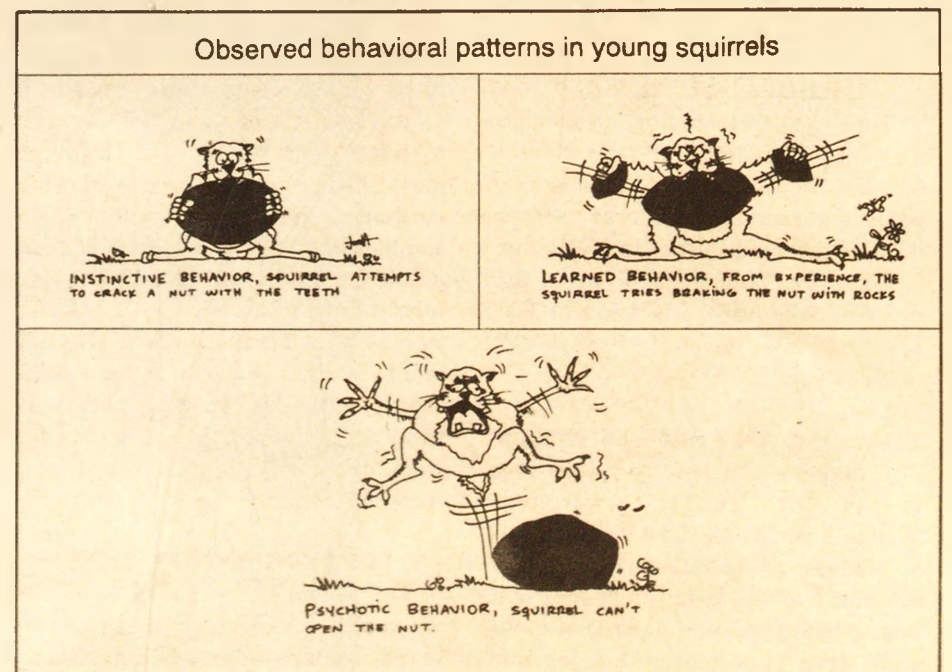 Observed behavioral patterns in young squirrels
INSTINCTIVE BEHAVIOR, SQUIRREL ATTEMPTS
TO CRACK A NUT WITH THE TEETH
LEARNED BEHAVIOR, FROM EXPERIENCE, THE
SQUIRREL TRIES BRAKING THE NUT WITH ROCKS
PSYCHOTIC BEHAVIOR, SQUIRREL CAN'T
OPEN THE NUT.